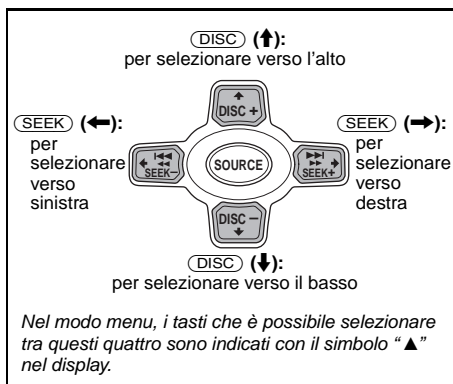 DISC (↑):
per selezionare verso l'alto
DISC +
SEEK (←):
per
selezionare
verso
sinistra
SEEK–
SOURCE
SEEK+
SEEK (→):
per
selezionare
verso
destra
DISC –
DISC (↓):
per selezionare verso il basso
Nel modo menu, i tasti che è possibile selezionare
tra questi quattro sono indicati con il simbolo “▲”
nel display.